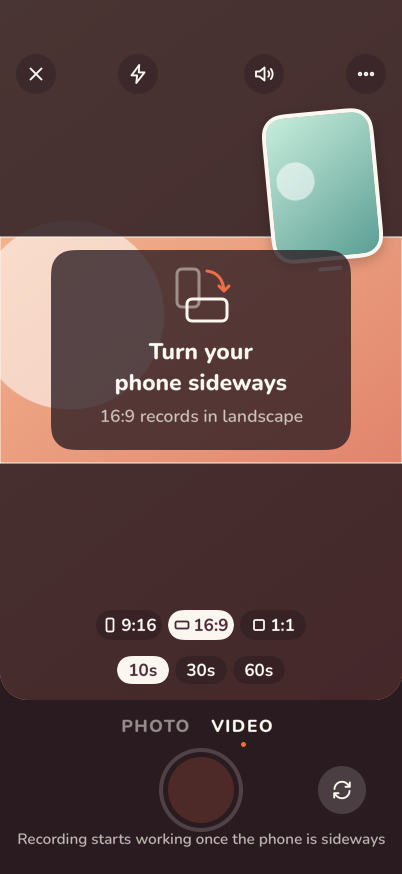 Turn your
phone sideways
16:9 records in landscape
9:16 16:9 1:1
10s 30s 60s
PHOTO VIDEO
Recording starts working once the phone is sideways